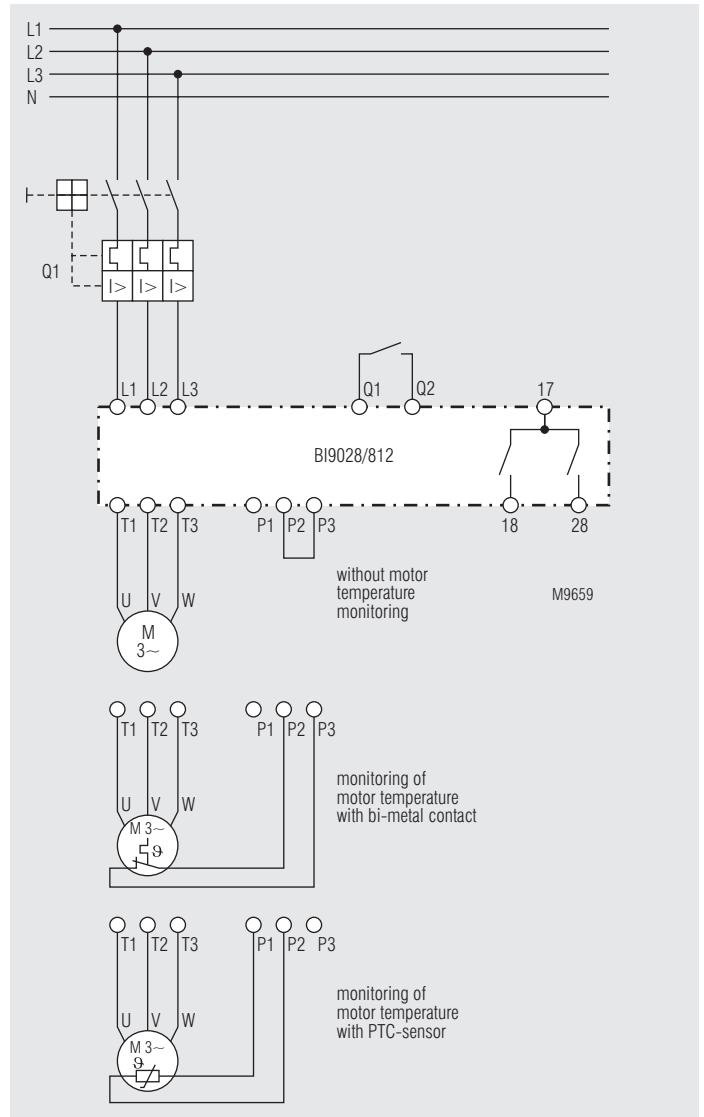 L1
L2
L3
N
Q1
I> I> I>
L1 L2 L3 Q1 Q2 17
BI9028/812
T1 T2 T3 P1 P2 P3 18 28
without motor
temperature
monitoring
M9659
U V W
M
3~
T1 T2 T3 P1 P2 P3
monitoring of
motor temperature
with bi-metal contact
U V W
M 3~
ϑ
T1 T2 T3 P1 P2 P3
monitoring of
motor temperature
with PTC-sensor
U V W
M 3~
ϑ